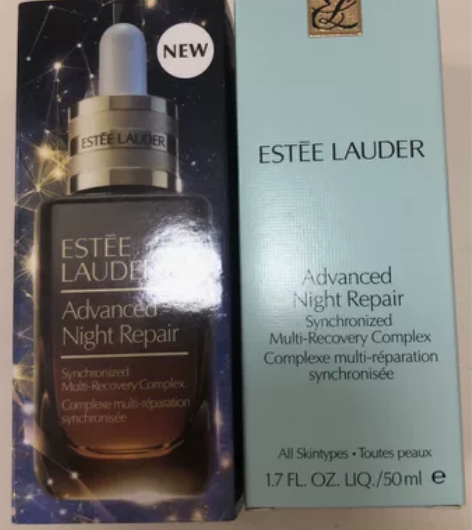 NEW
ESTĒE LAUDER
ESTĒE
LAUDER
Advanced
Night Repair
Synchronized
Multi-Recovery Complex
Complexe multi-réparation
synchronisée
EL
ESTĒE LAUDER
Advanced
Night Repair
Synchronized
Multi-Recovery Complex
Complexe multi-réparation
synchronisée
All Skintypes • Toutes peaux
1.7 FL. OZ. LIQ./50 ml e